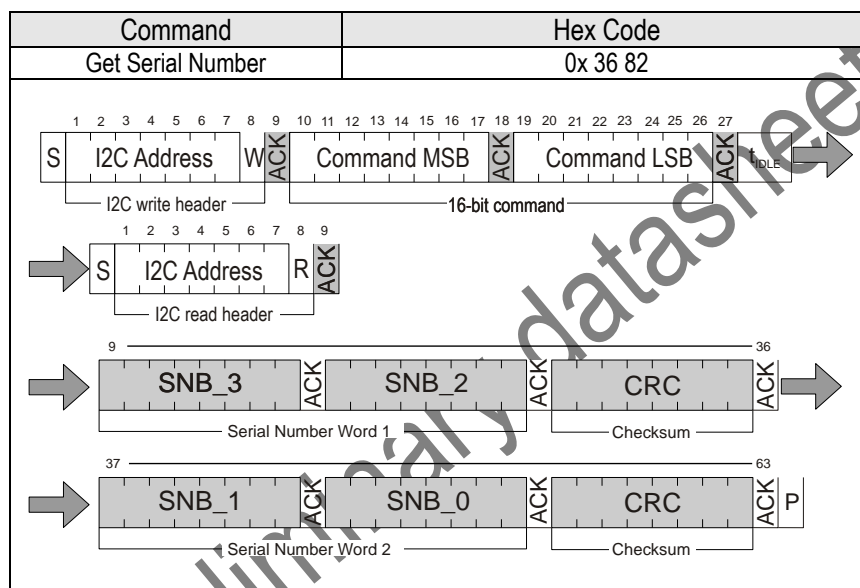 Command Hex Code
Get Serial Number 0x 36 82
1 2 3 4 5 6 7 8 9 10 11 12 13 14 15 16 17 18 19 20 21 22 23 24 25 26 27
S I2C Address W ACK Command MSB ACK Command LSB ACK tIDLE
I2C write header 16-bit command
1 2 3 4 5 6 7 8 9
S I2C Address R ACK
I2C read header
9 36
SNB_3 ACK SNB_2 ACK CRC ACK
Serial Number Word 1 Checksum
37 63
SNB_1 ACK SNB_0 ACK CRC ACK P
Serial Number Word 2 Checksum
liminary datasheet